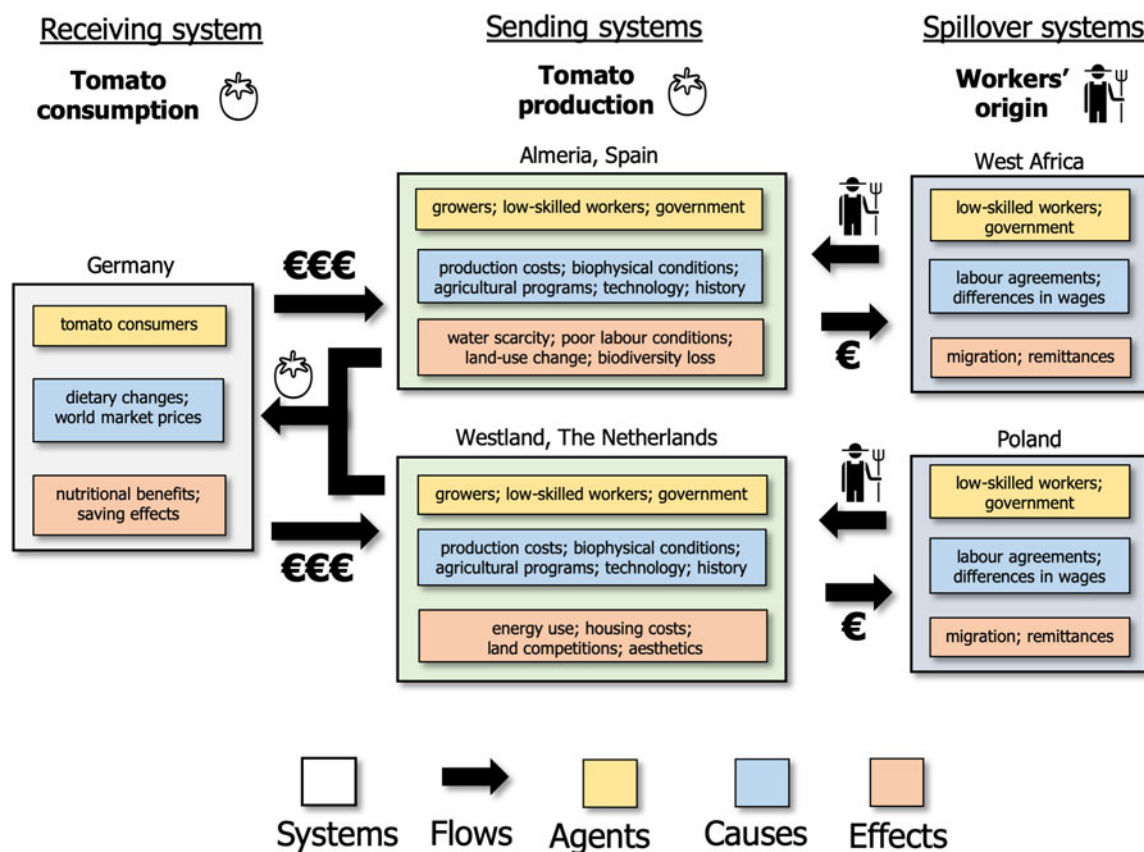 Receiving system
Tomato
consumption
Sending systems
Tomato
production
Spillover systems
Workers'
origin
Germany
tomato consumers
dietary changes;
world market prices
nutritional benefits;
saving effects
€€€
€€€
Almeria, Spain
growers; low-skilled workers; government
production costs; biophysical conditions;
agricultural programs; technology; history
water scarcity; poor labour conditions;
land-use change; biodiversity loss
Westland, The Netherlands
growers; low-skilled workers; government
production costs; biophysical conditions;
agricultural programs; technology; history
energy use; housing costs;
land competitions; aesthetics
€
€
West Africa
low-skilled workers;
government
labour agreements;
differences in wages
migration; remittances
Poland
low-skilled workers;
government
labour agreements;
differences in wages
migration; remittances
Systems
Flows
Agents
Causes
Effects